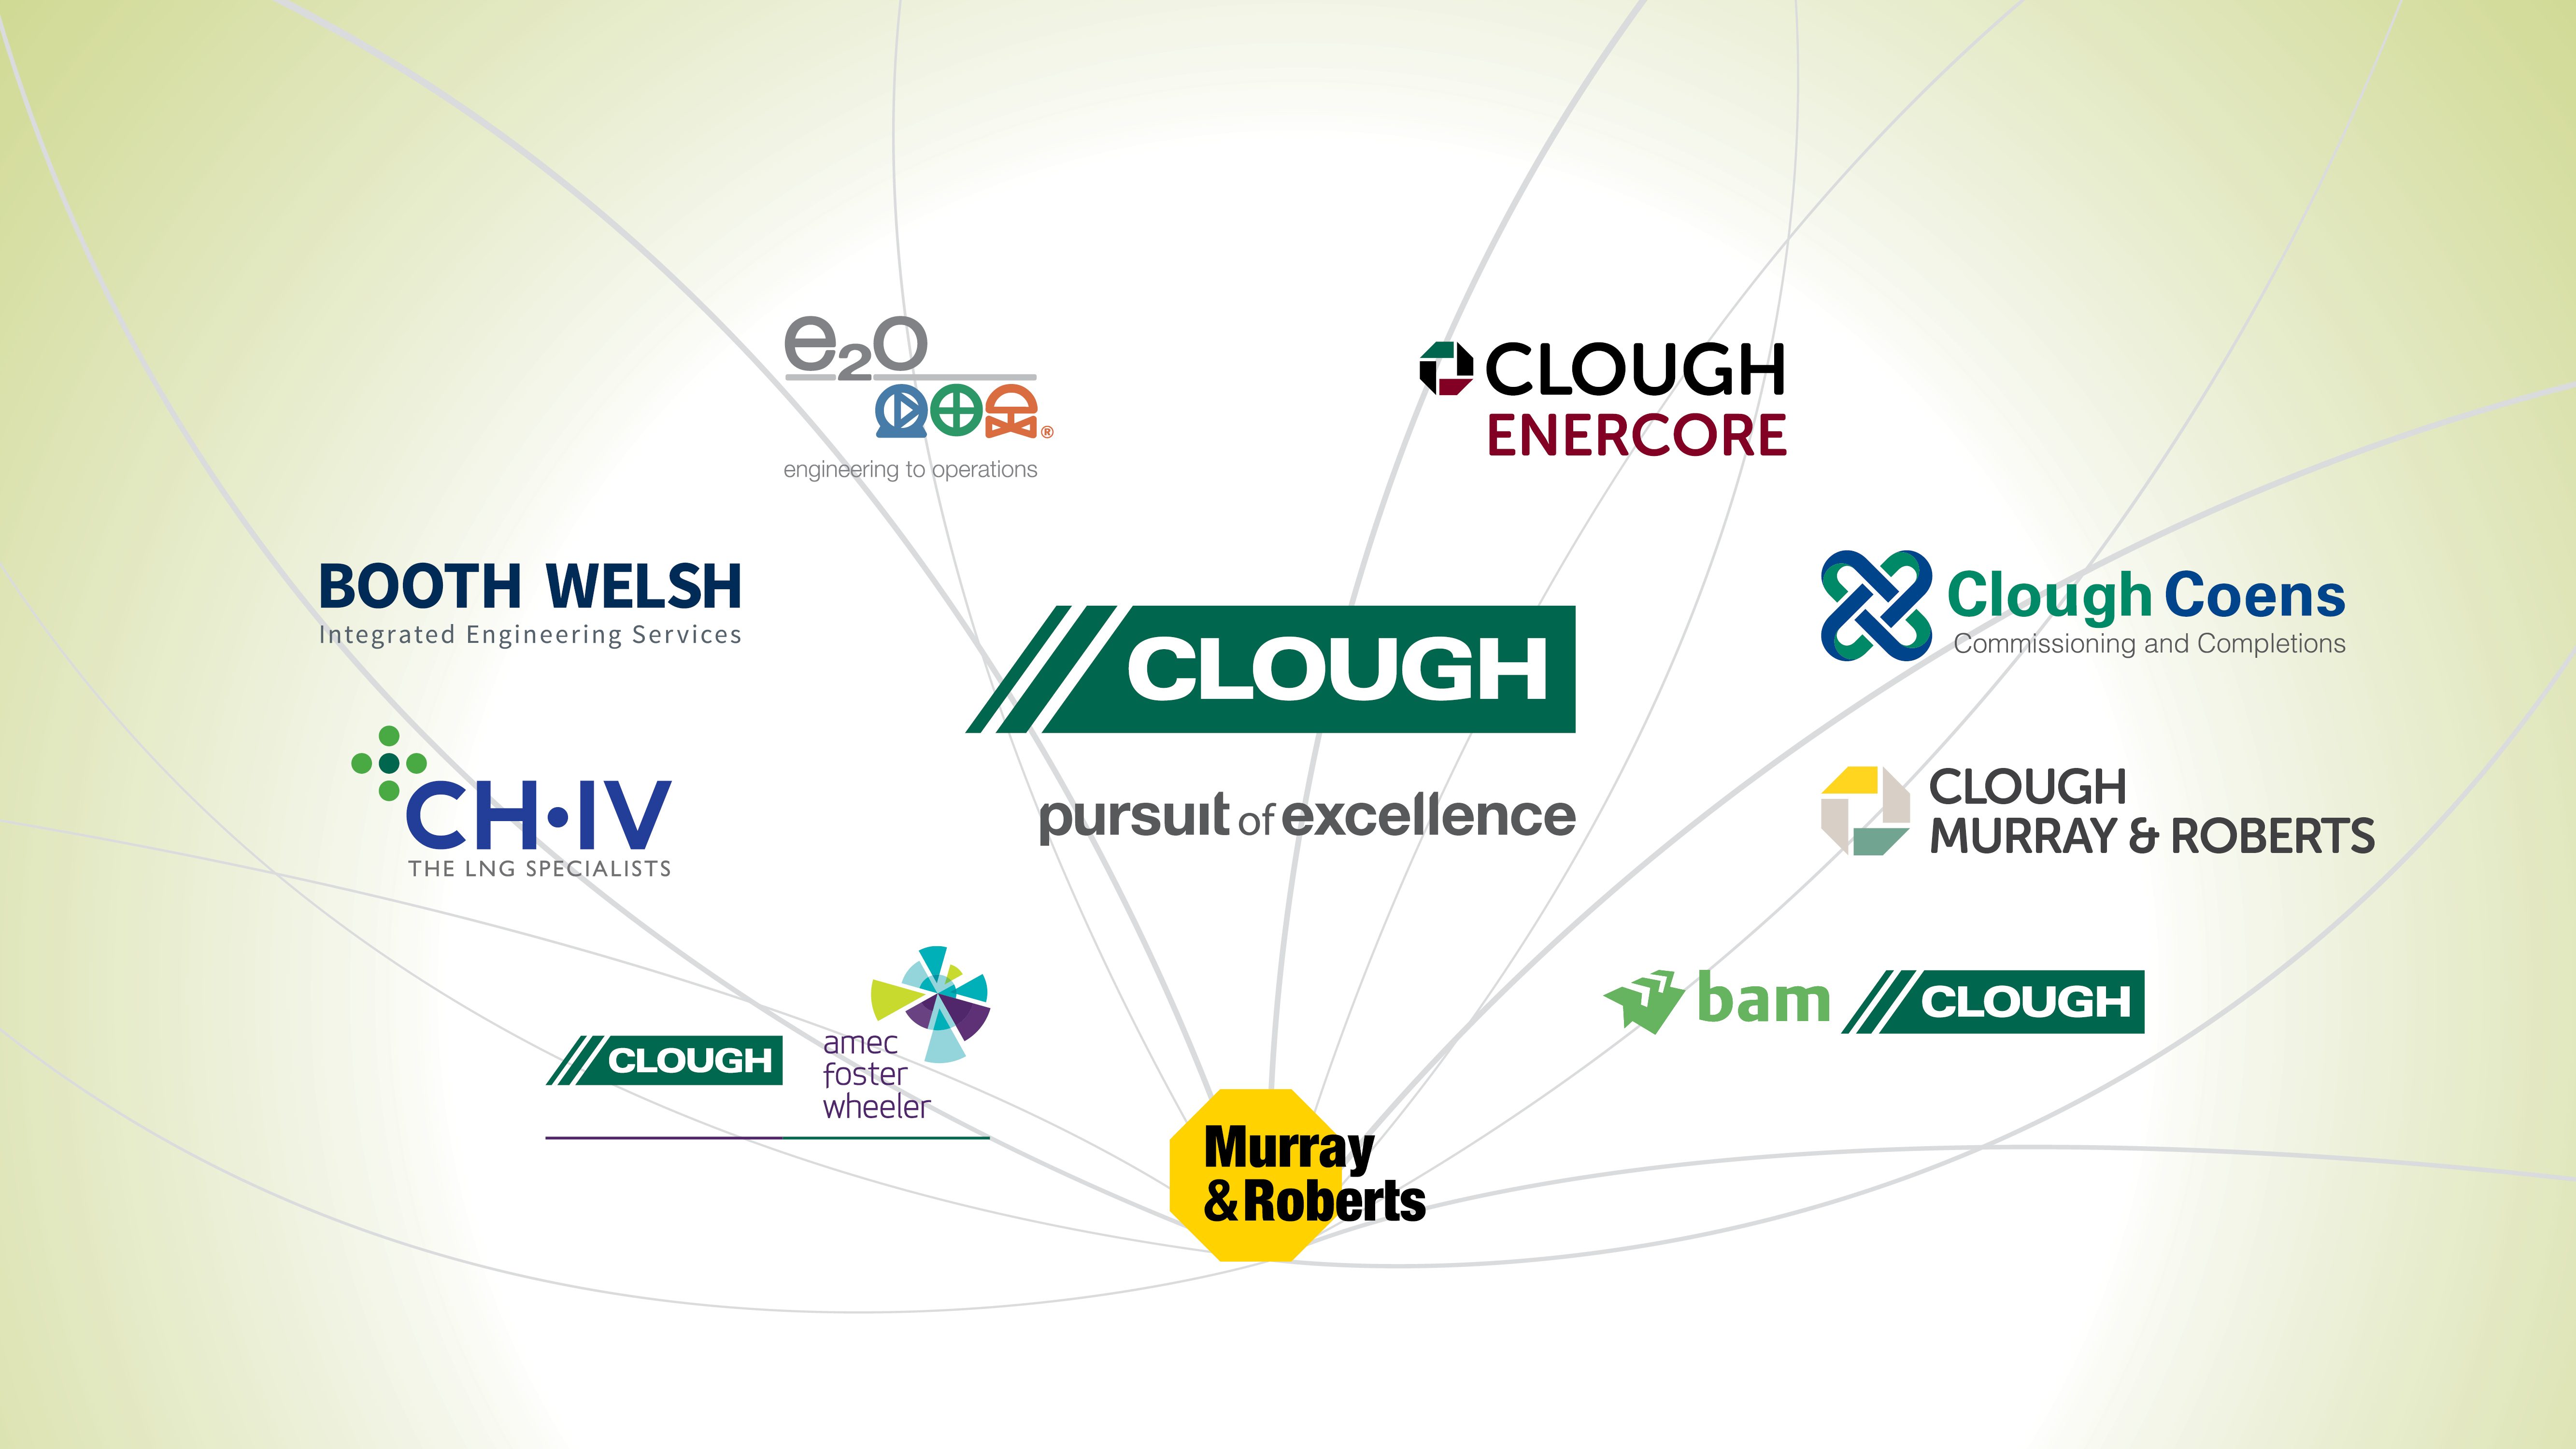 e2o
®
engineering to operations
CLOUGH
ENERCORE
BOOTH WELSH
Integrated Engineering Services
CLOUGH
pursuit of excellence
Clough Coens
Commissioning and Completions
CH·IV
THE LNG SPECIALISTS
CLOUGH
MURRAY & ROBERTS
CLOUGH
amec
foster
wheeler
bam CLOUGH
Murray
&Roberts